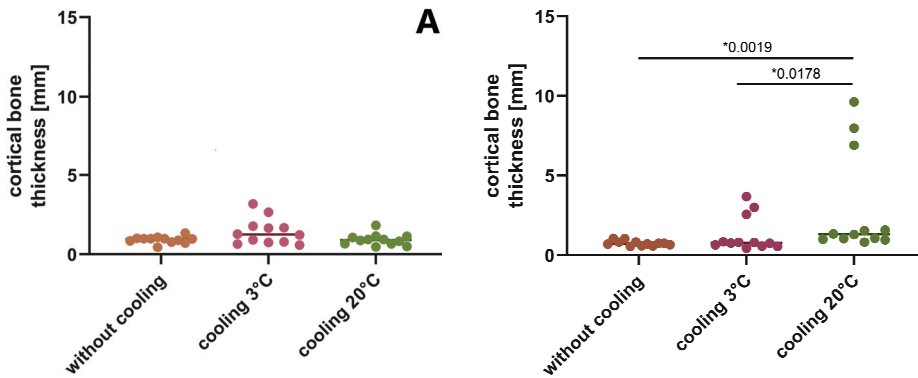 A
15
10
5
0
cortical bone
thickness [mm]
without cooling
cooling 3°C
cooling 20°C
15
10
5
0
cortical bone
thickness [mm]
*0.0019
*0.0178
without cooling
cooling 3°C
cooling 20°C